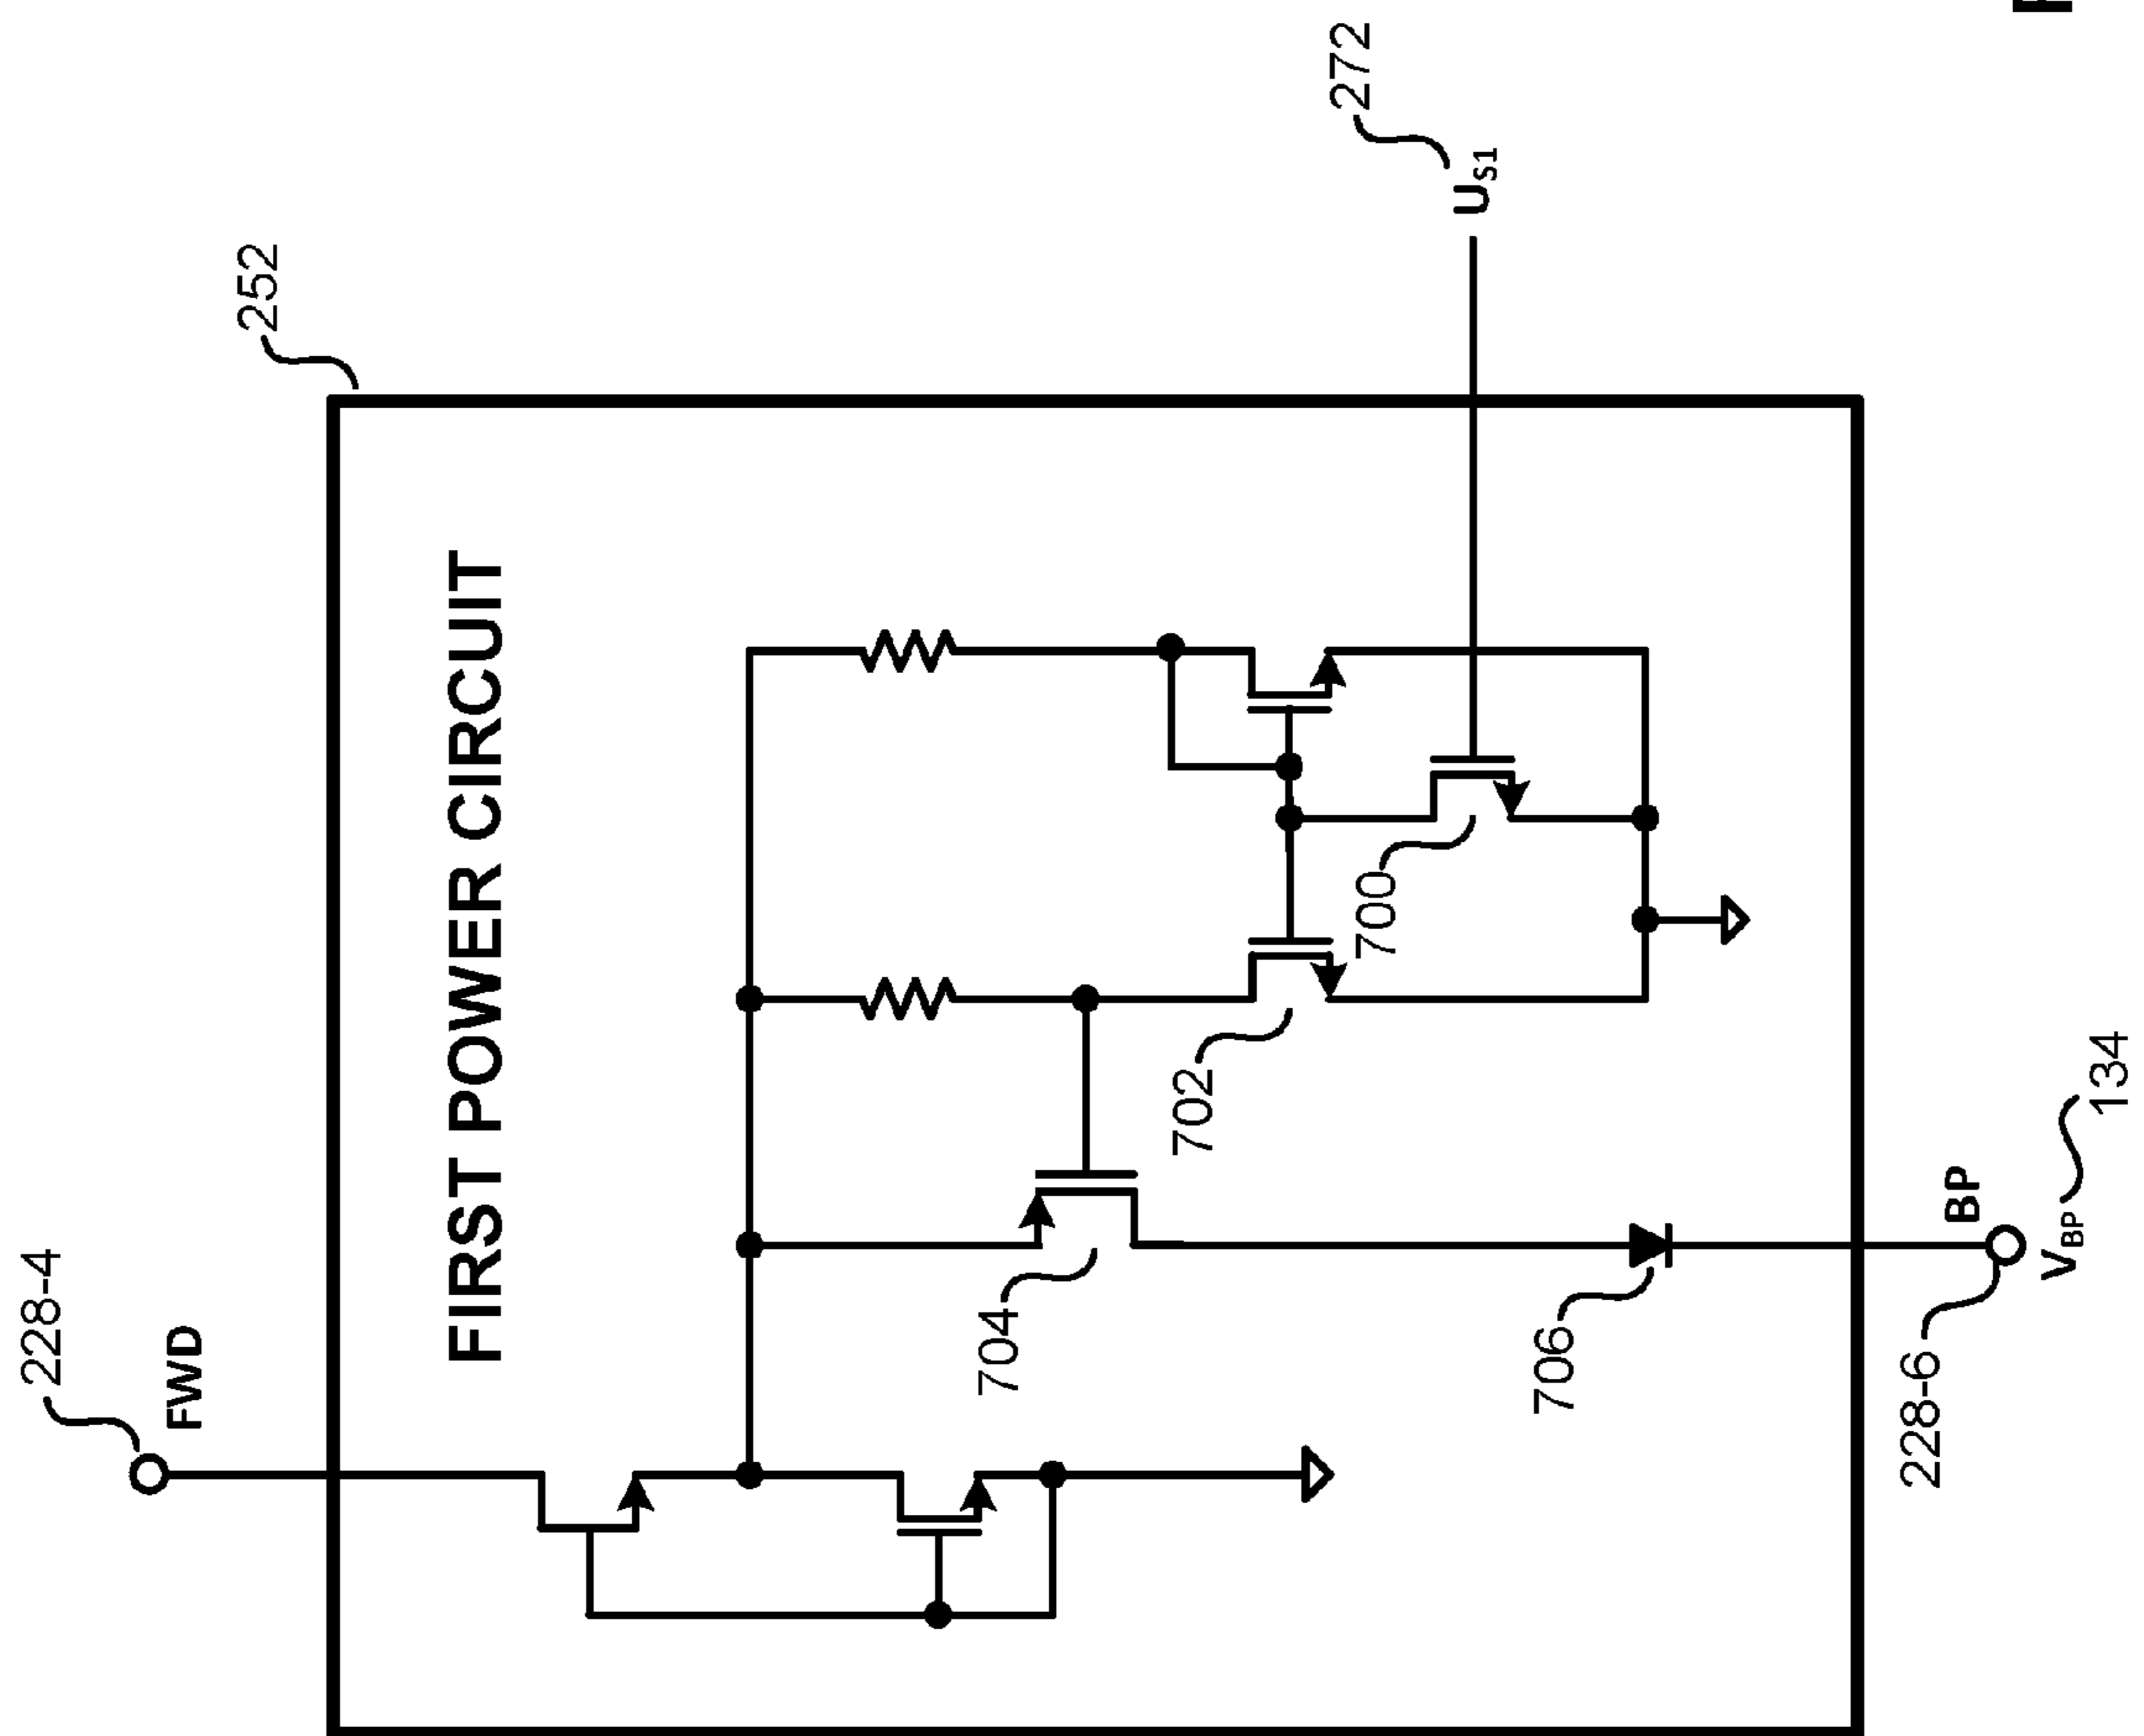 228-4
FWD
252
FIRST POWER CIRCUIT
272
US1
704
702
700
706
228-6
BP
VBP
134